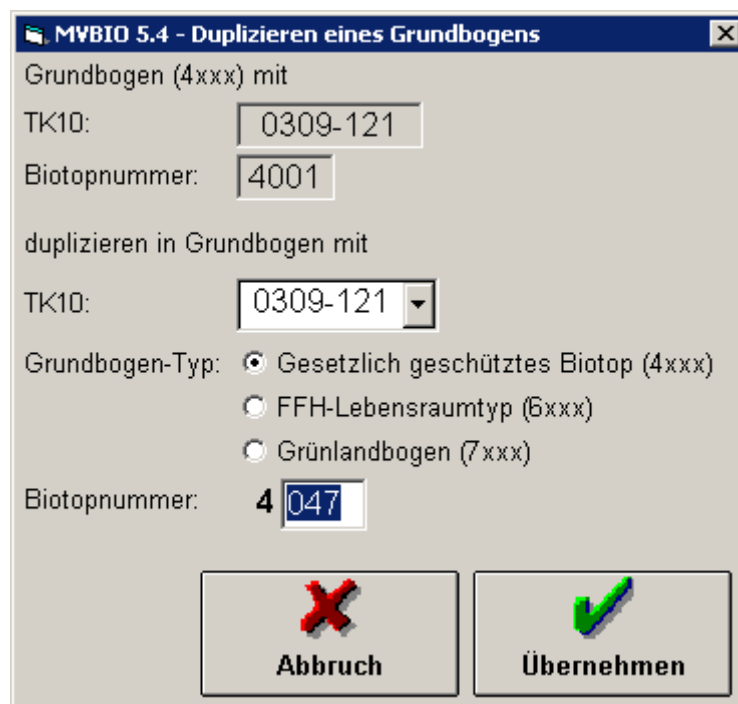 MVBIO 5.4 - Duplizieren eines Grundbogens
Grundbogen (4xxx) mit
TK10: 0309-121
Biotopnummer: 4001
duplizieren in Grundbogen mit
TK10: 0309-121
Grundbogen-Typ: Gesetzlich geschütztes Biotop (4xxx)
FFH-Lebensraumtyp (6xxx)
Grünlandbogen (7xxx)
Biotopnummer: 4 047
Abbruch Übernehmen